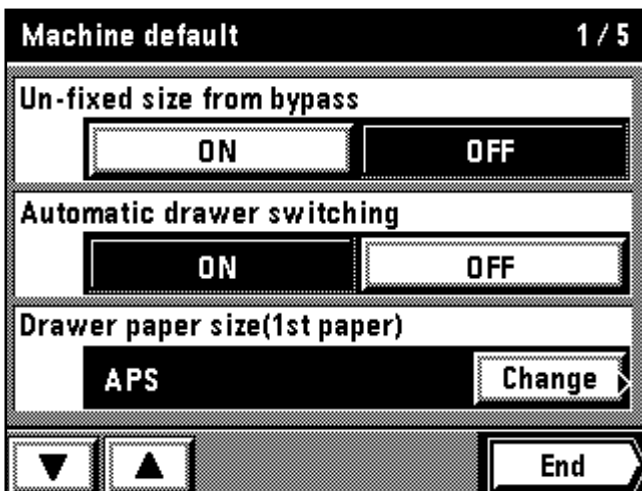 Machine default 1 / 5
Un-fixed size from bypass
ON OFF
Automatic drawer switching
ON OFF
Drawer paper size(1st paper)
APS Change
End